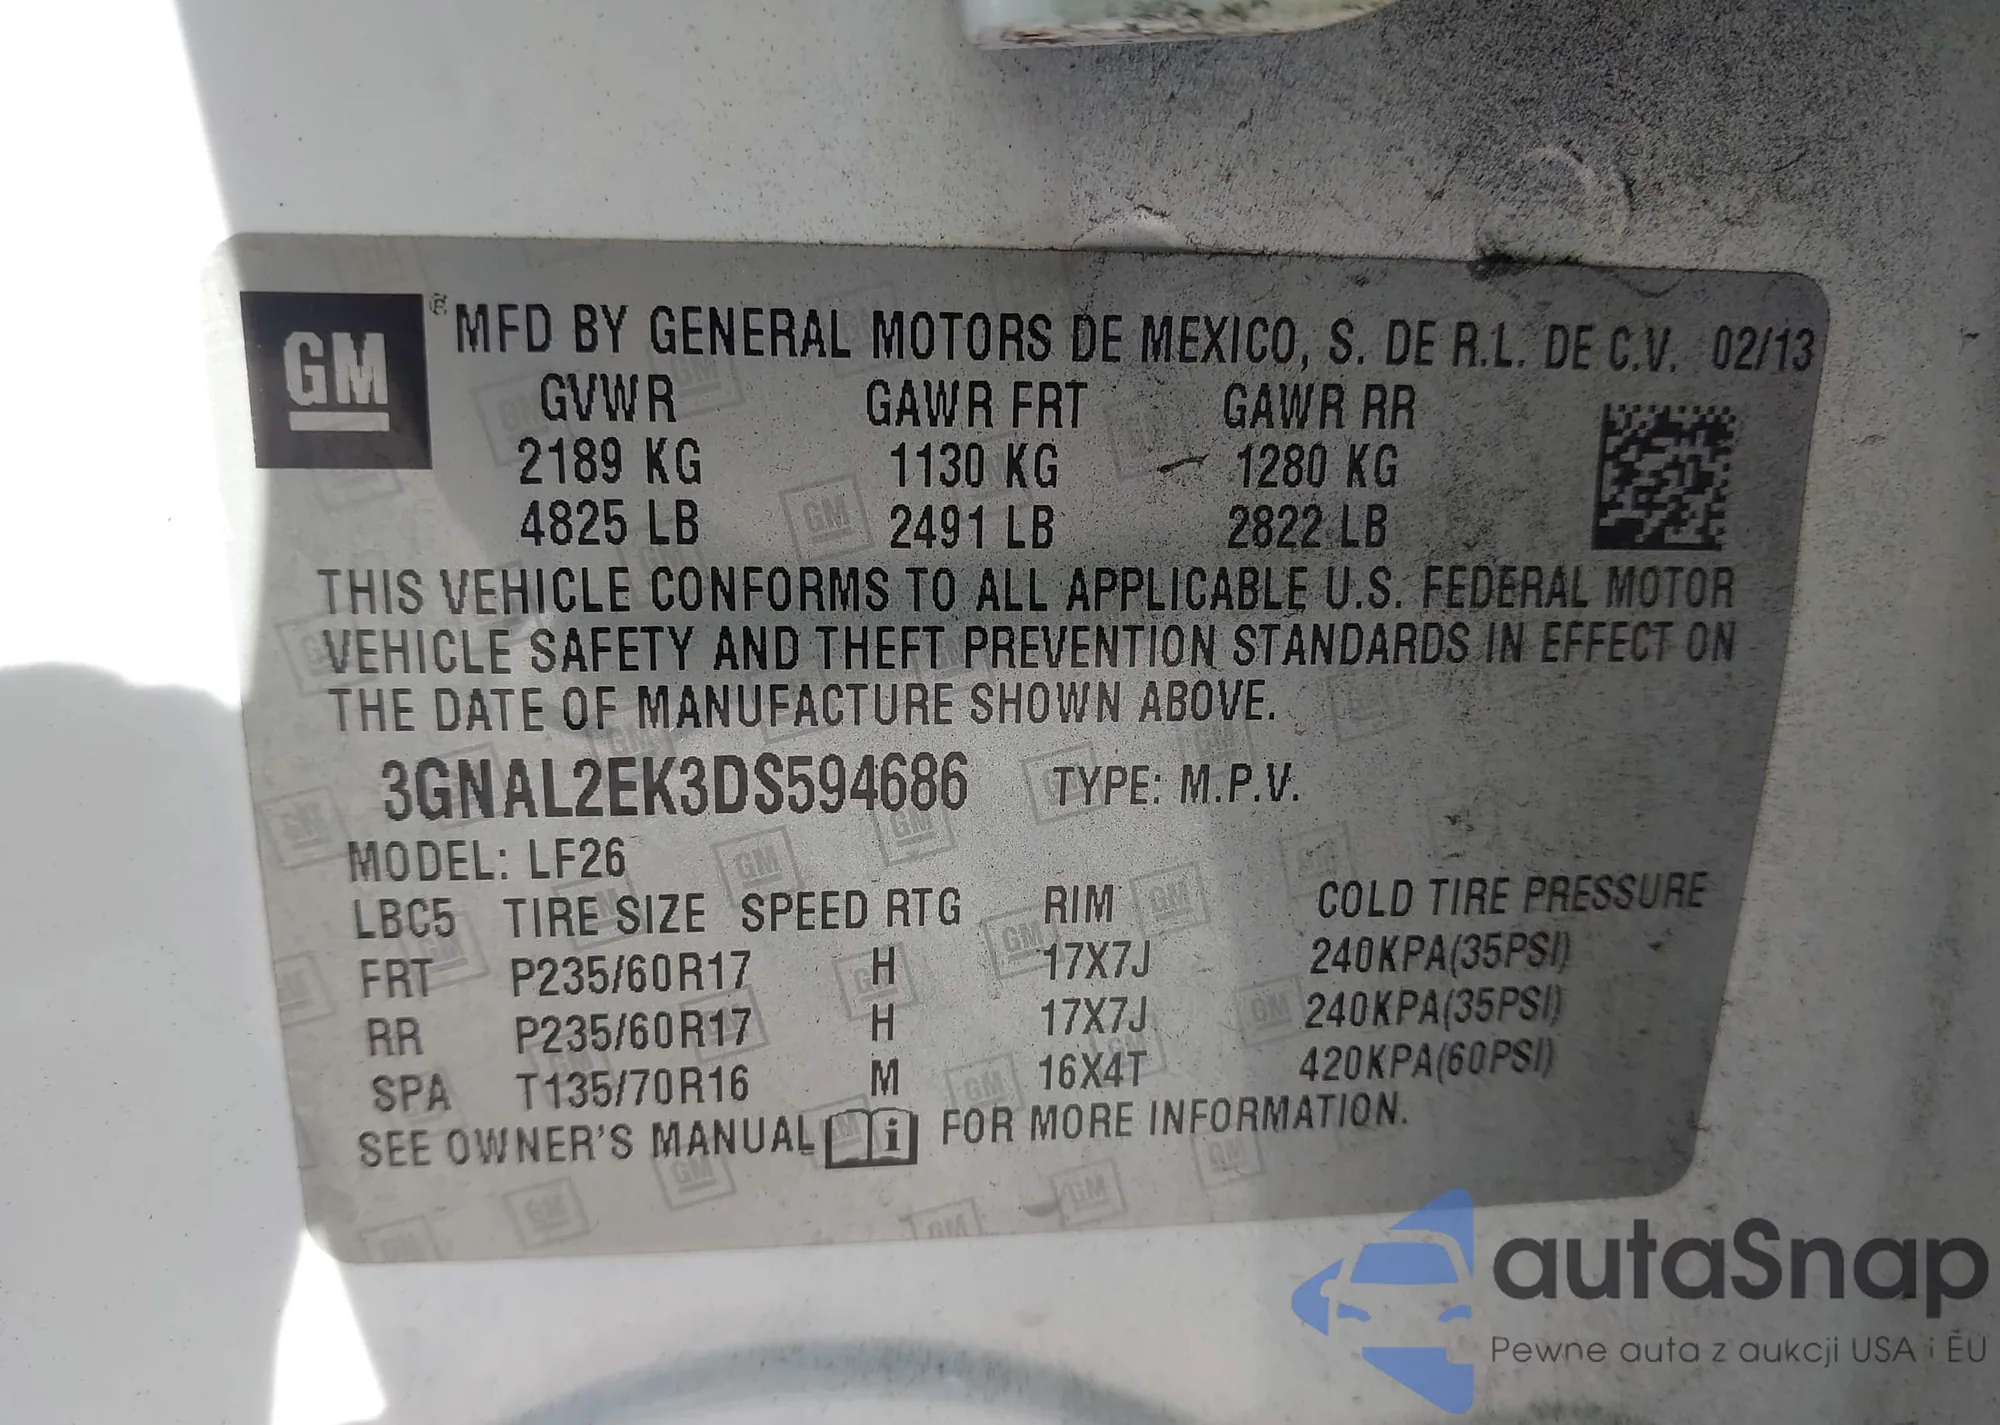 GM
® MFD BY GENERAL MOTORS DE MEXICO, S. DE R.L. DE C.V. 02/13
GVWR GAWR FRT GAWR RR
2189 KG 1130 KG 1280 KG
4825 LB 2491 LB 2822 LB
THIS VEHICLE CONFORMS TO ALL APPLICABLE U.S. FEDERAL MOTOR
VEHICLE SAFETY AND THEFT PREVENTION STANDARDS IN EFFECT ON
THE DATE OF MANUFACTURE SHOWN ABOVE.
3GNAL2EK3DS594686 TYPE: M.P.V.
MODEL: LF26
LBC5 TIRE SIZE SPEED RTG RIM COLD TIRE PRESSURE
FRT P235/60R17 H 17X7J 240KPA(35PSI)
RR P235/60R17 H 17X7J 240KPA(35PSI)
SPA T135/70R16 M 16X4T 420KPA(60PSI)
SEE OWNER'S MANUAL i FOR MORE INFORMATION.
autaSnap
Pewne auta z aukcji USA i EU